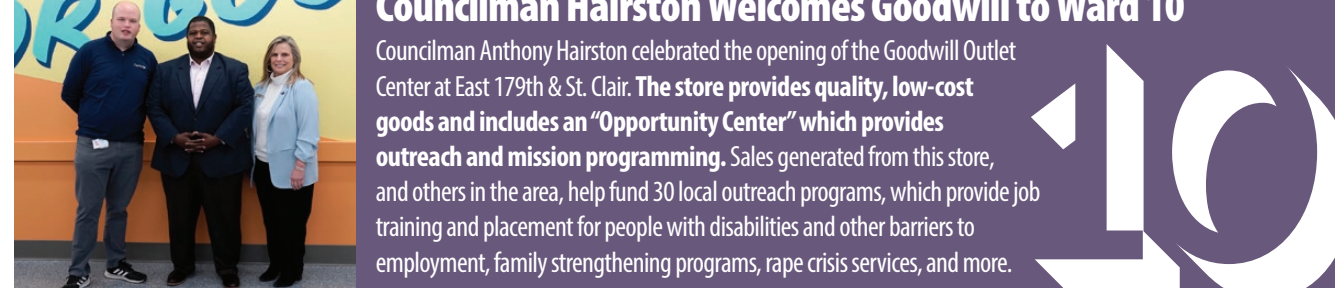 OR GOO
Councilman Hairston Welcomes Goodwill to Ward 10
Councilman Anthony Hairston celebrated the opening of the Goodwill Outlet
Center at East 179th & St. Clair. The store provides quality, low-cost
goods and includes an “Opportunity Center” which provides
outreach and mission programming. Sales generated from this store,
and others in the area, help fund 30 local outreach programs, which provide job
training and placement for people with disabilities and other barriers to
employment, family strengthening programs, rape crisis services, and more.
10